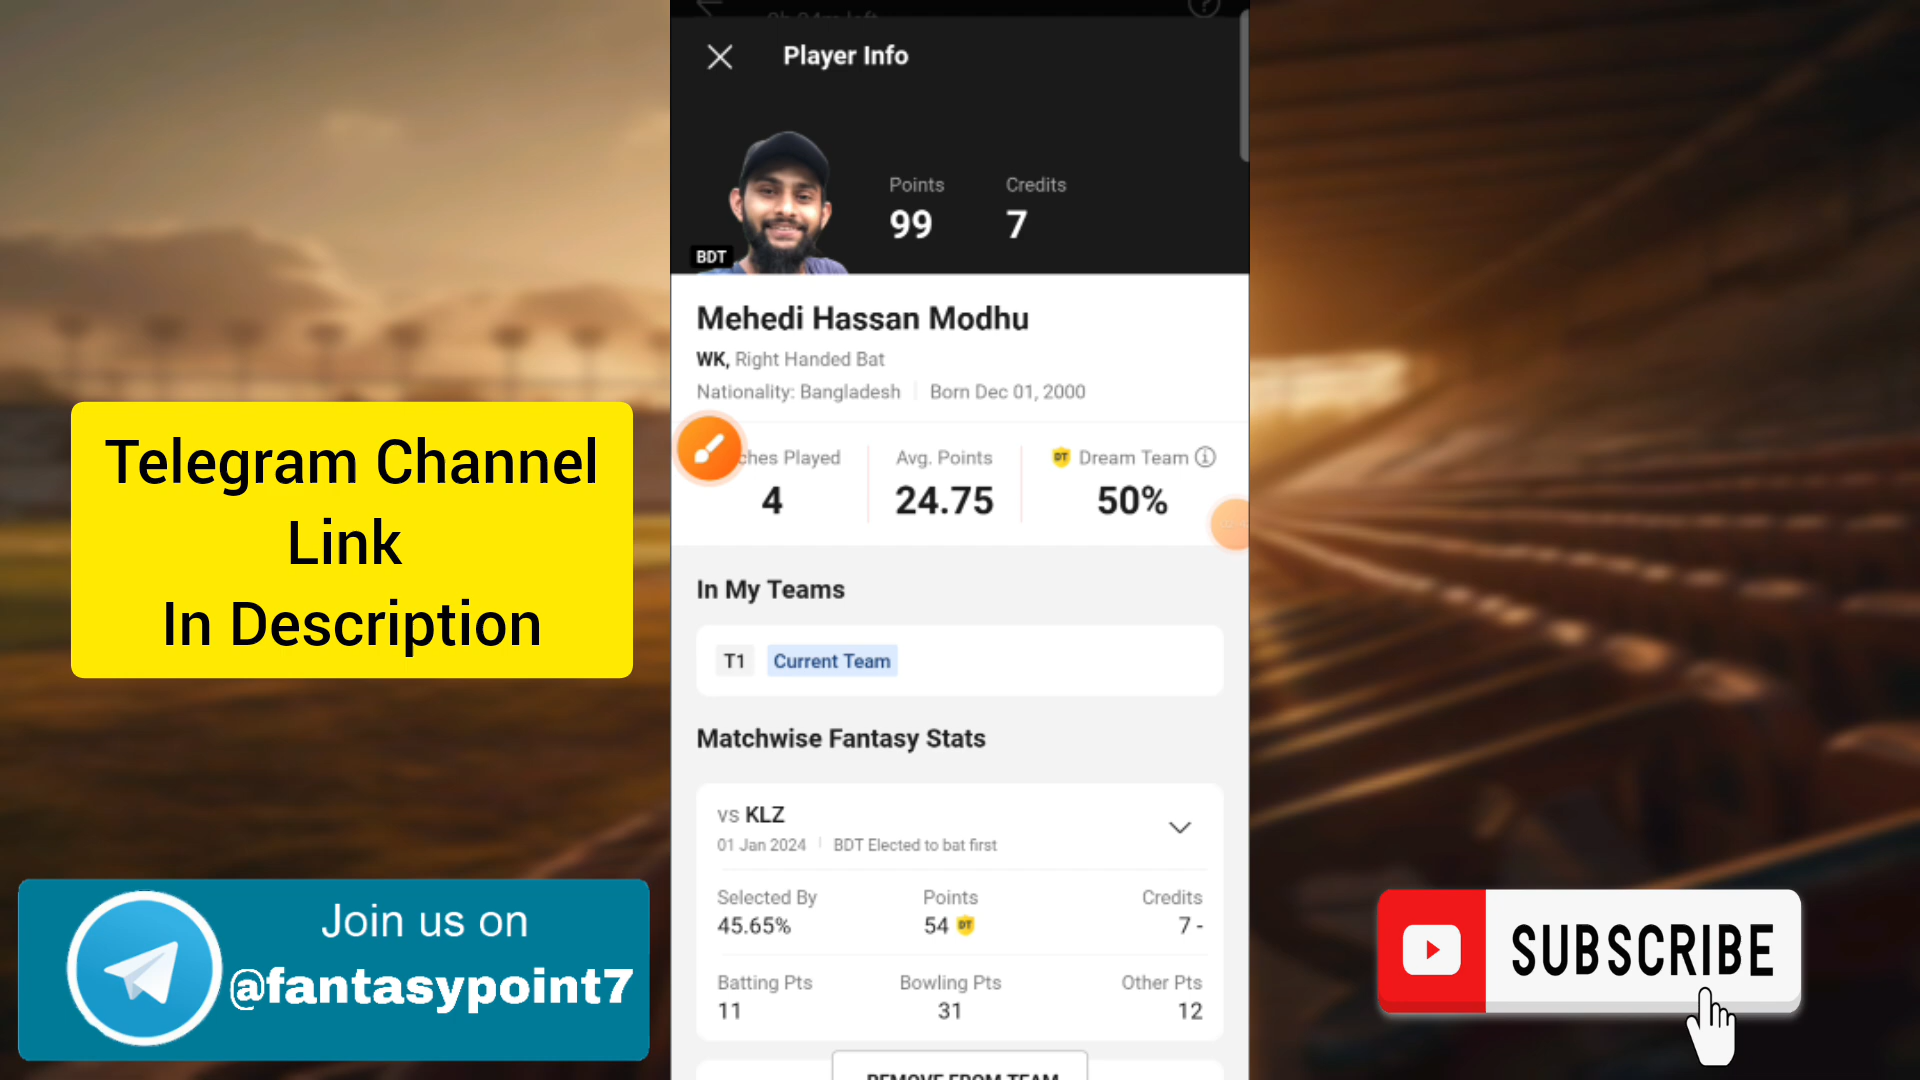 Player Info
Points
Credits
99
7
BDT
Mehedi Hassan Modhu
WK, Right Handed Bat
Nationality: Bangladesh
Born Dec 01, 2000
ches Played
Avg. Points
DT Dream Team
4
24.75
50%
In My Teams
T1 Current Team
Matchwise Fantasy Stats
vs KLZ
01 Jan 2024
BDT Elected to bat first
Selected By
Points
Credits
45.65%
54 DT
7 -
Batting Pts
Bowling Pts
Other Pts
11
31
12
REMOVE FROM TEAM
Telegram Channel
Link
In Description
Join us on
@fantasypoint7
SUBSCRIBE